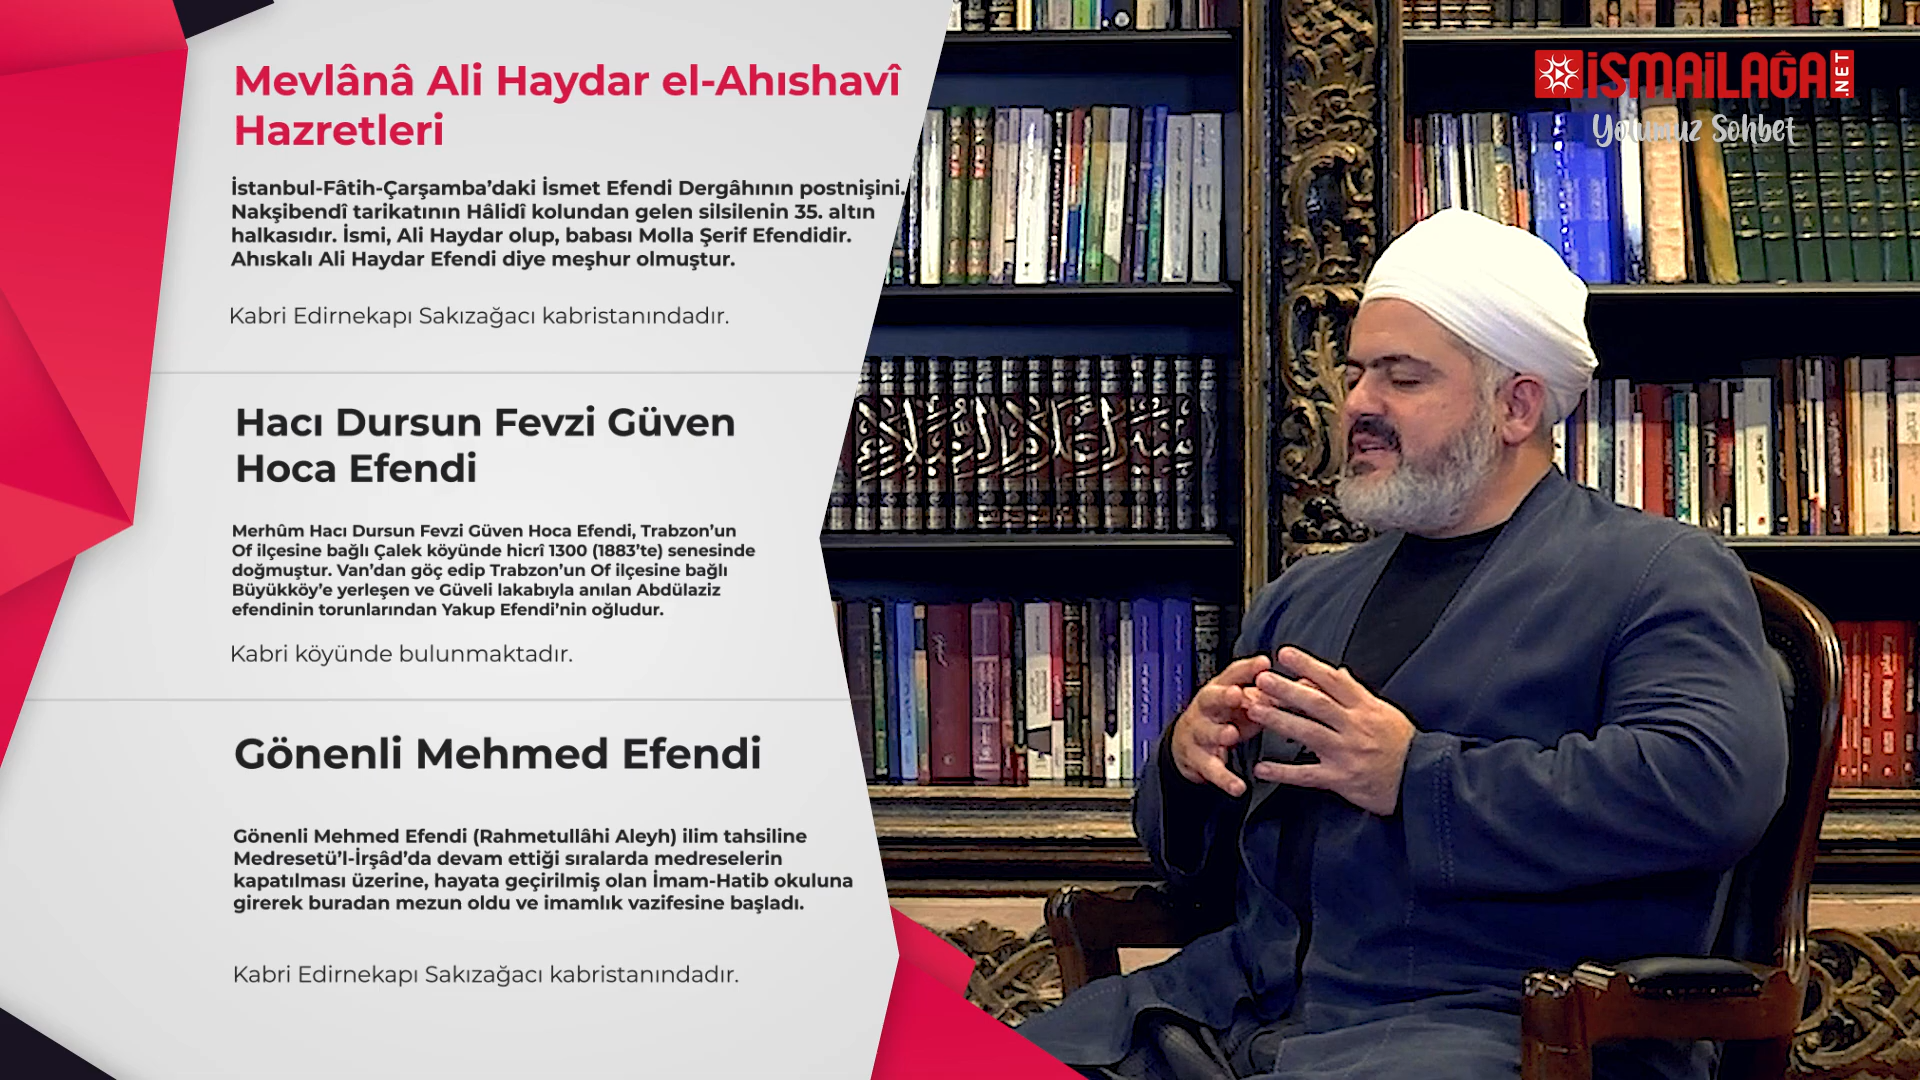 Mevlânâ Ali Haydar el-Ahıshavî
Hazretleri
İstanbul-Fâtih-Çarşamba’daki İsmet Efendi Dergâhının postnişini.
Nakşibendî tarikatının Hâlidî kolundan gelen silsilenin 35. altın
halkasıdır. İsmi, Ali Haydar olup, babası Molla Şerif Efendidir.
Ahıskalı Ali Haydar Efendi diye meşhur olmuştur.
Kabri Edirnekapı Sakızağacı kabristanındadır.
Hacı Dursun Fevzi Güven
Hoca Efendi
Merhûm Hacı Dursun Fevzi Güven Hoca Efendi, Trabzon’un
Of ilçesine bağlı Çalek köyünde hicrî 1300 (1883’te) senesinde
doğmuştur. Van’dan göç edip Trabzon’un Of ilçesine bağlı
Büyükköy’e yerleşen ve Güveli lakabıyla anılan Abdülaziz
efendinin torunlarından Yakup Efendi’nin oğludur.
Kabri köyünde bulunmaktadır.
Gönenli Mehmed Efendi
Gönenli Mehmed Efendi (Rahmetullâhi Aleyh) ilim tahsiline
Medresetü’l-İrşâd’da devam ettiği sıralarda medreselerin
kapatılması üzerine, hayata geçirilmiş olan İmam-Hatib okuluna
girerek buradan mezun oldu ve imamlık vazifesine başladı.
Kabri Edirnekapı Sakızağacı kabristanındadır.
iSMAiLAĞA.NET
Yolumuz Sohbet